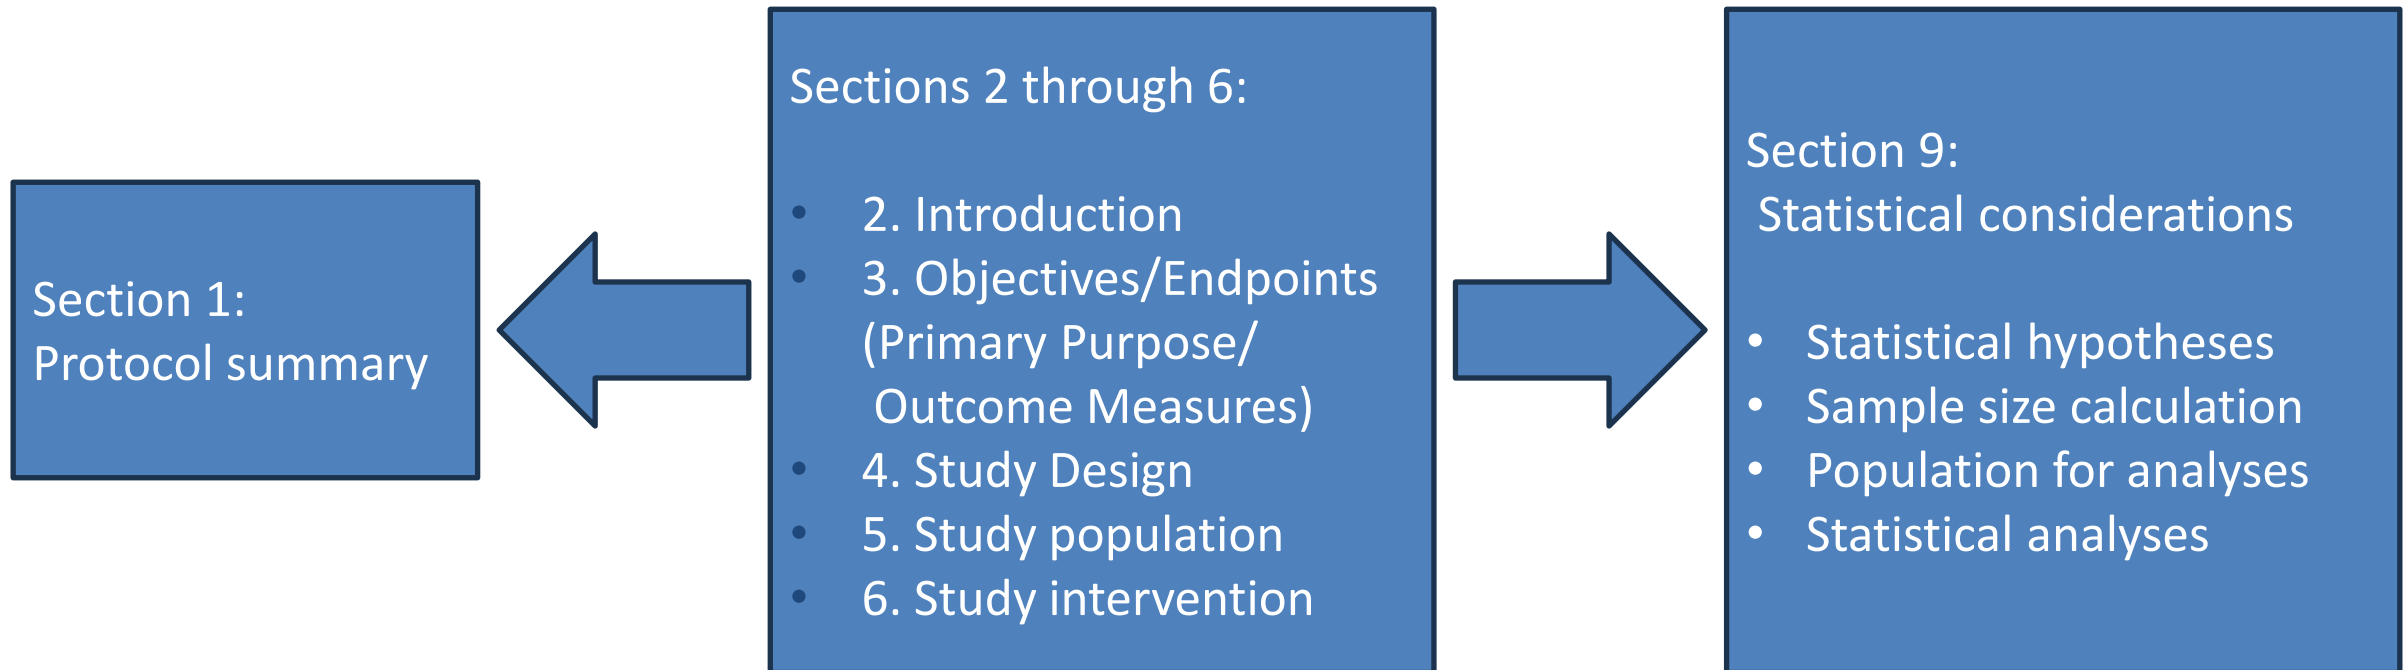 Section 1:
Protocol summary
Sections 2 through 6:
• 2. Introduction
• 3. Objectives/Endpoints
(Primary Purpose/
Outcome Measures)
• 4. Study Design
• 5. Study population
• 6. Study intervention
Section 9:
Statistical considerations
• Statistical hypotheses
• Sample size calculation
• Population for analyses
• Statistical analyses